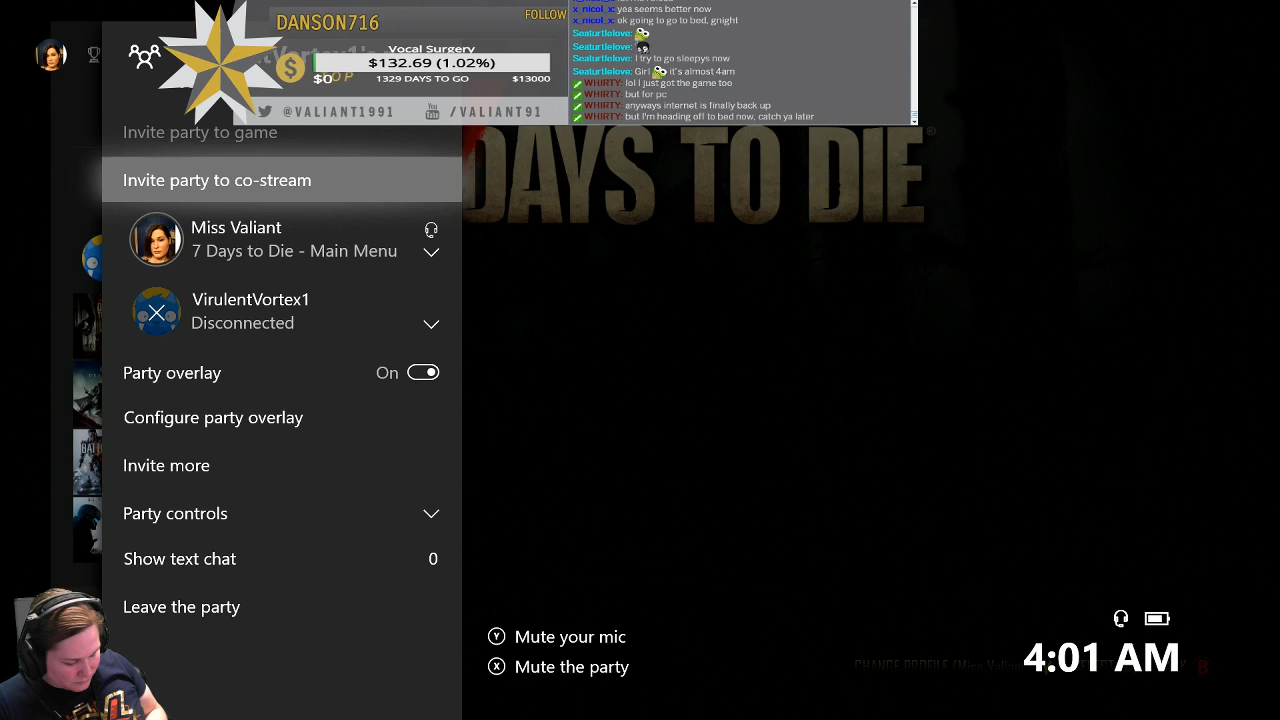 DANSON716
FOLLOW
Vocal Surgery
$132.69 (1.02%)
$0
1329 DAYS TO GO
$13000
@VALIANT1991
You Tube
/VALIANT91
x_nicol_x: yea seems better now
x_nicol_x: ok going to go to bed, gnight
Seaturtlelove:
Seaturtlelove:
Seaturtlelove: I try to go sleepys now
Seaturtlelove: Girl it's almost 4am
WHIRTY: lol I just got the game too
WHIRTY: but for pc
WHIRTY: anyways internet is finally back up
WHIRTY: but I'm heading off to bed now, catch ya later
DAYS TO DIE®
Invite party to game
Invite party to co-stream
Miss Valiant
7 Days to Die - Main Menu
VirulentVortex1
Disconnected
Party overlay On
Configure party overlay
Invite more
Party controls
Show text chat 0
Leave the party
Y Mute your mic
X Mute the party
4:01 AM
CHANGE PROFILE (Miss Valiant